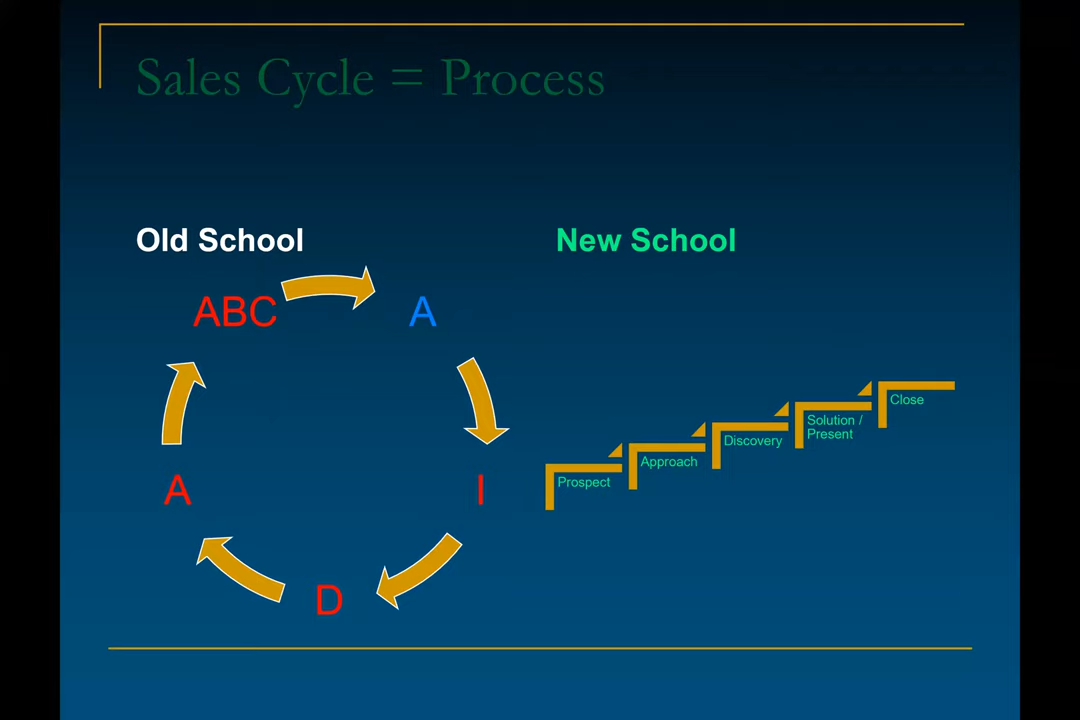 Sales Cycle = Process
Old School
New School
ABC
A
I
D
A
Prospect
Approach
Discovery
Solution /
Present
Close